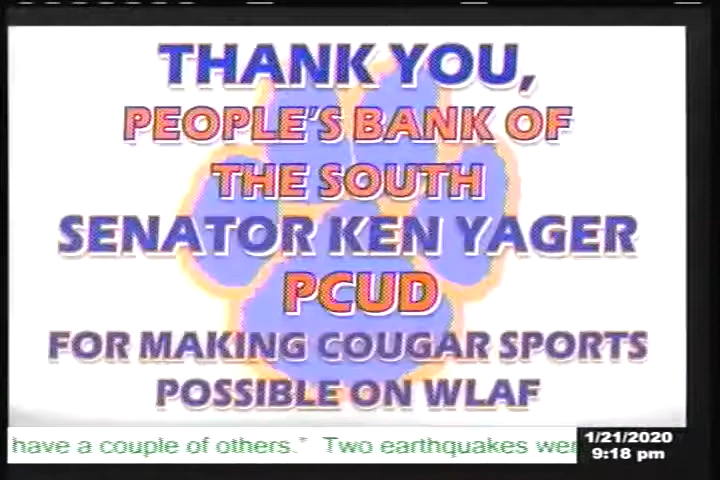 THANK YOU,
PEOPLE'S BANK OF
THE SOUTH
SENATOR KEN YAGER
PCUD
FOR MAKING COUGAR SPORTS
POSSIBLE ON WLAF
have a couple of others." Two earthquakes wer
1/21/2020
9:18 pm